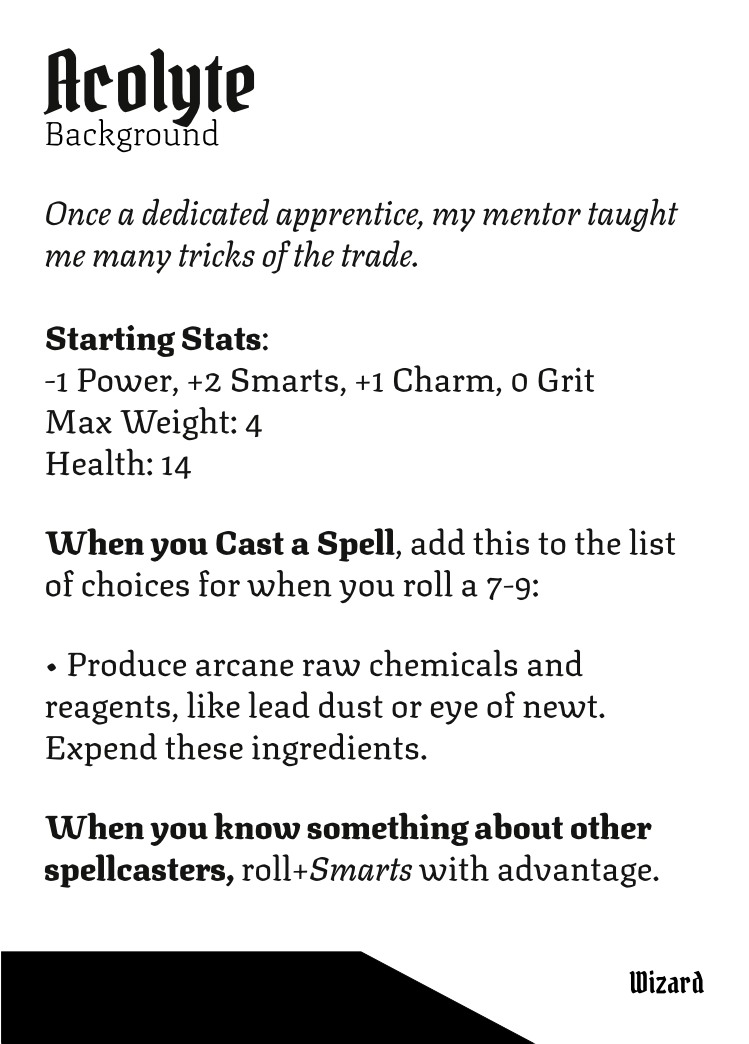 Acolyte
Background
Once a dedicated apprentice, my mentor taught
me many tricks of the trade.
Starting Stats:
-1 Power, +2 Smarts, +1 Charm, 0 Grit
Max Weight: 4
Health: 14
When you Cast a Spell, add this to the list
of choices for when you roll a 7-9:
• Produce arcane raw chemicals and
reagents, like lead dust or eye of newt.
Expend these ingredients.
When you know something about other
spellcasters, roll+Smarts with advantage.
Wizard